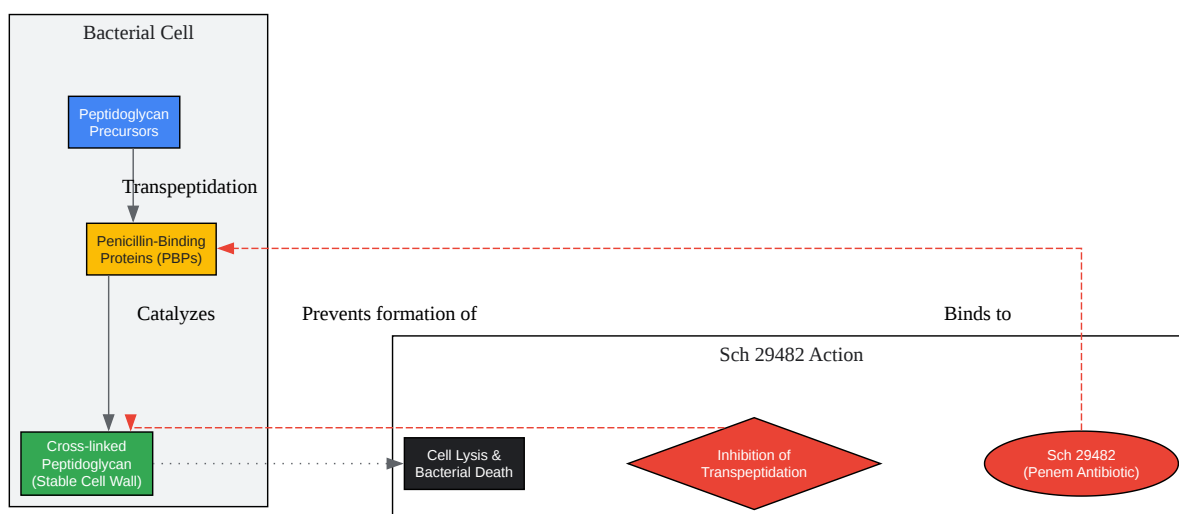 Bacterial Cell
Peptidoglycan
Precursors
Transpeptidation
Penicillin-Binding
Proteins (PBPs)
Catalyzes
Prevents formation of
Binds to
Sch 29482 Action
Cross-linked
Peptidoglycan
(Stable Cell Wall)
Cell Lysis &
Bacterial Death
Inhibition of
Transpeptidation
Sch 29482
(Penem Antibiotic)